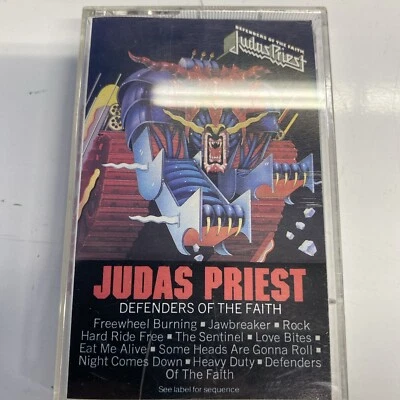 DEFENDERS OF THE FAITH
Judas Priest
JUDAS PRIEST
DEFENDERS OF THE FAITH
Freewheel Burning ■ Jawbreaker ■ Rock
Hard Ride Free ■ The Sentinel ■ Love Bites ■
Eat Me Alive ■ Some Heads Are Gonna Roll ■
Night Comes Down ■ Heavy Duty ■ Defenders
Of The Faith
See label for sequence